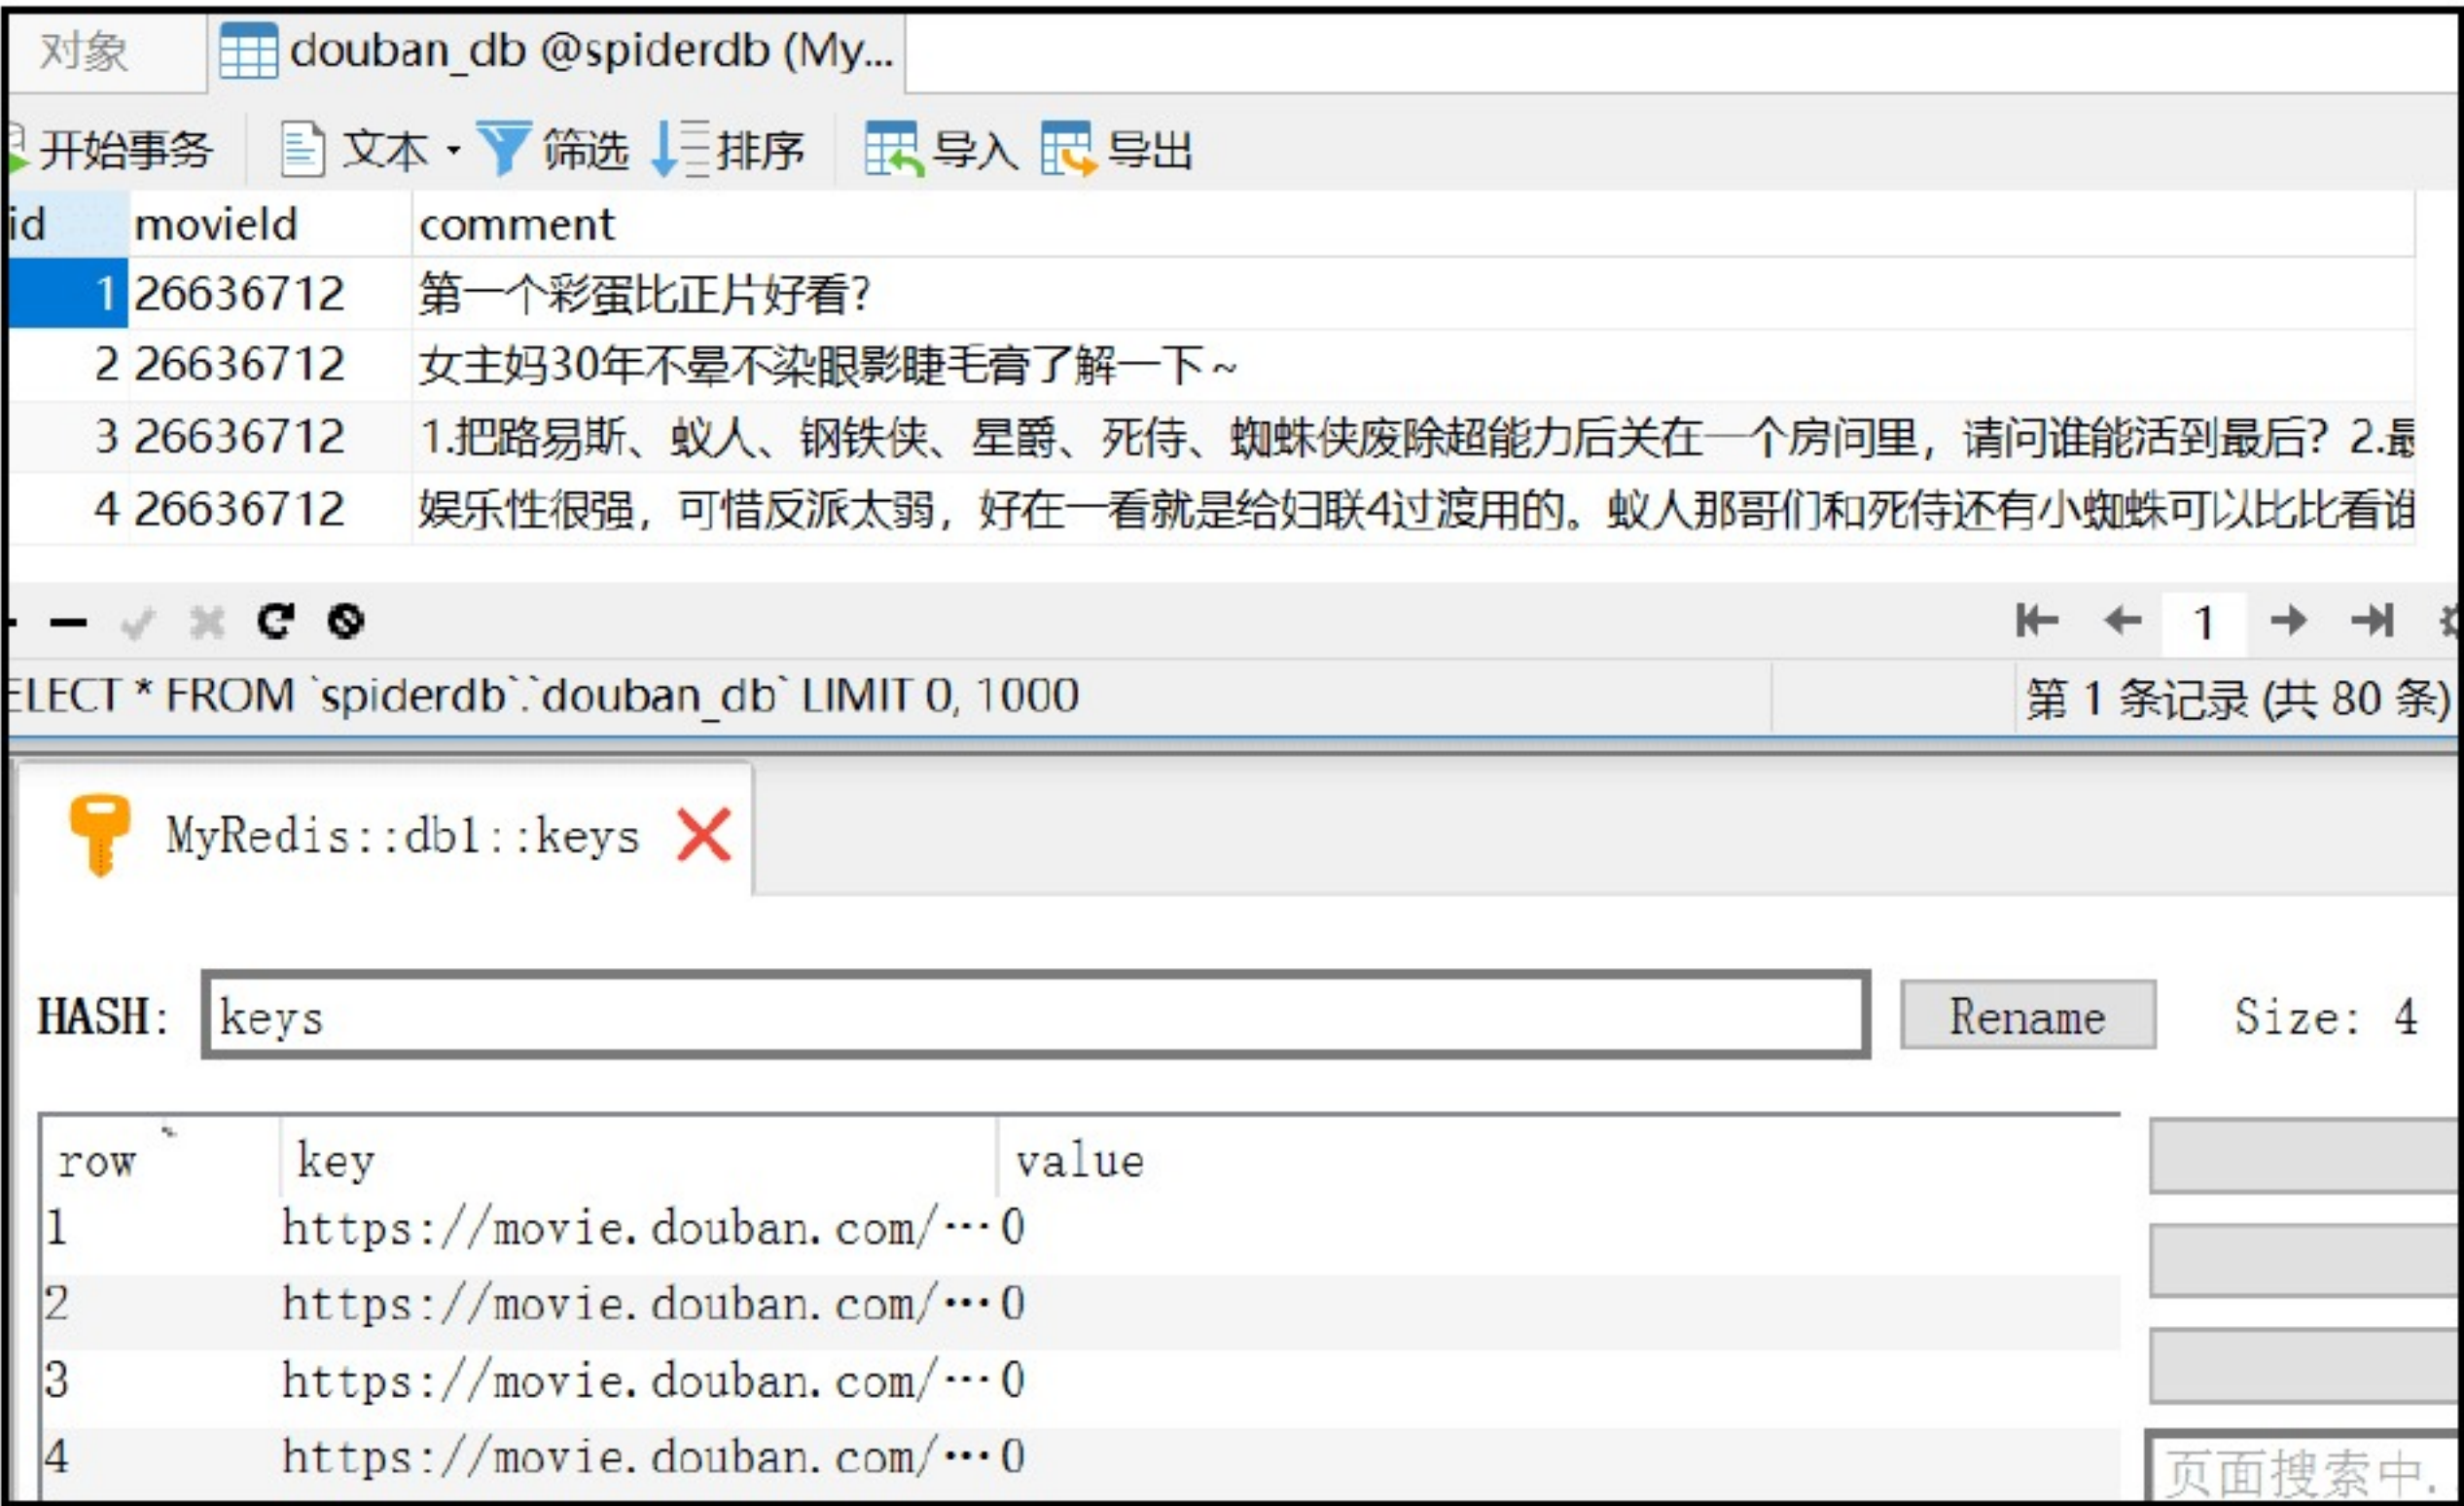 对象 douban_db @spiderdb (My...
开始事务 文本 筛选 排序 导入 导出
id movieId comment
1 26636712 第一个彩蛋比正片好看?
2 26636712 女主妈30年不晕不染眼影睫毛膏了解一下~
3 26636712 1.把路易斯、蚁人、钢铁侠、星爵、死侍、蜘蛛侠废除超能力后关在一个房间里，请问谁能活到最后？2.最
4 26636712 娱乐性很强，可惜反派太弱，好在一看就是给妇联4过渡用的。蚁人那哥们和死侍还有小蜘蛛可以比比看谁
1
ELECT * FROM `spiderdb`.`douban_db` LIMIT 0, 1000 第 1 条记录 (共 80 条)
MyRedis::db1::keys
HASH: keys Rename Size: 4
row key value
1 https://movie.douban.com/···0
2 https://movie.douban.com/···0
3 https://movie.douban.com/···0
4 https://movie.douban.com/···0
页面搜索中.